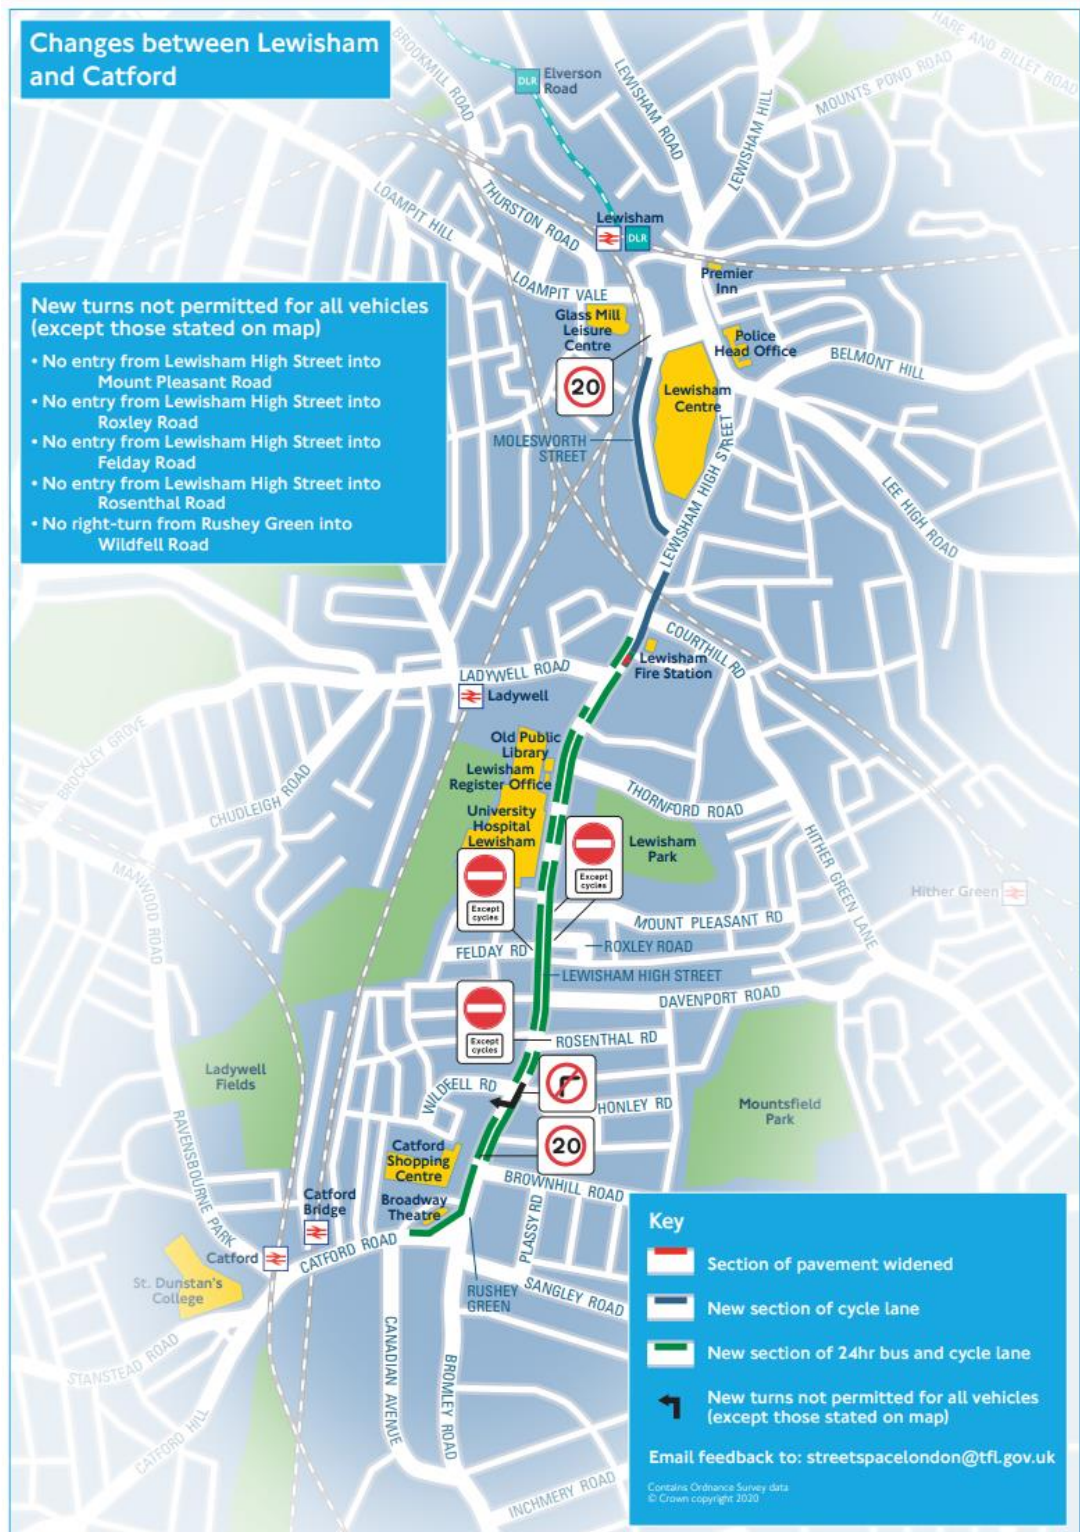 Changes between Lewisham
and Catford
BROOKMILL ROAD
DLR
Elverson
Road
LEWISHAM ROAD
LEWISHAM HILL
MOUNTS POND ROAD
HARE AND BILLET ROAD
LOAMPIT HILL
THURSTON ROAD
Lewisham
DLR
LOAMPIT VALE
Premier
Inn
New turns not permitted for all vehicles
(except those stated on map)
• No entry from Lewisham High Street into
Mount Pleasant Road
• No entry from Lewisham High Street into
Roxley Road
• No entry from Lewisham High Street into
Felday Road
• No entry from Lewisham High Street into
Rosenthal Road
• No right-turn from Rushey Green into
Wildfell Road
Glass Mill
Leisure
Centre
Police
Head Office
BELMONT HILL
20
Lewisham
Centre
MOLESWORTH
STREET
LEWISHAM HIGH STREET
LEE HIGH ROAD
COURTHILL RD
Lewisham
Fire Station
LADYWELL ROAD
Ladywell
BROCKLEY GROVE
Old Public
Library
Lewisham
Register Office
University
Hospital
Lewisham
CHUDLEIGH ROAD
THORNFORD ROAD
Lewisham
Park
HITHER GREEN LANE
Except
cycles
Except
cycles
MANWOOD ROAD
Hither Green
MOUNT PLEASANT RD
FELDAY RD
ROXLEY ROAD
LEWISHAM HIGH STREET
DAVENPORT ROAD
Except
cycles
ROSENTHAL RD
Ladywell
Fields
WILDFELL RD
HONLEY RD
Mountsfield
Park
RAVENSBOURNE PARK
20
Catford
Shopping
Centre
BROWNHILL ROAD
Catford
Bridge
Broadway
Theatre
PLASSY RD
Catford
CATFORD ROAD
St. Dunstan's
College
RUSHEY
GREEN
SANGLEY ROAD
STANSTEAD ROAD
CANADIAN AVENUE
BROMLEY ROAD
CATFORD HILL
INCHMERY ROAD
Key
Section of pavement widened
New section of cycle lane
New section of 24hr bus and cycle lane
New turns not permitted for all vehicles
(except those stated on map)
Email feedback to: streetspacelondon@tfl.gov.uk
Contains Ordnance Survey data
© Crown copyright 2020